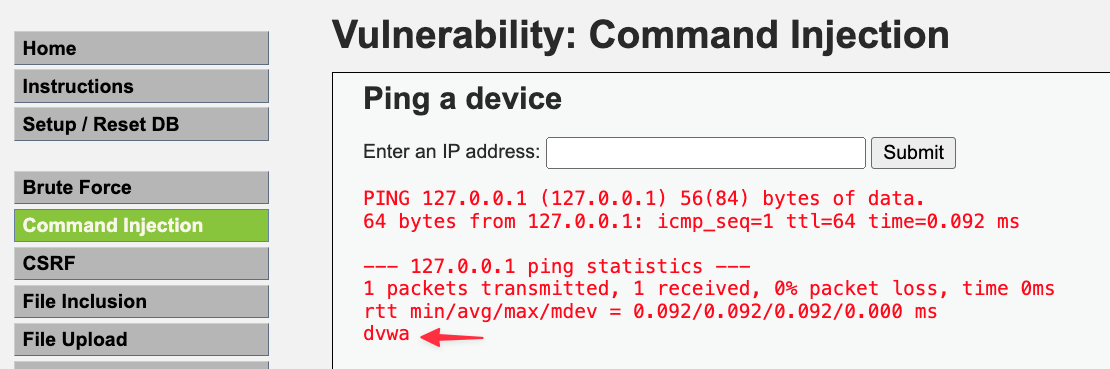 Home
Instructions
Setup / Reset DB
Brute Force
Command Injection
CSRF
File Inclusion
File Upload
Vulnerability: Command Injection
Ping a device
Enter an IP address: Submit
PING 127.0.0.1 (127.0.0.1) 56(84) bytes of data.
64 bytes from 127.0.0.1: icmp_seq=1 ttl=64 time=0.092 ms
--- 127.0.0.1 ping statistics ---
1 packets transmitted, 1 received, 0% packet loss, time 0ms
rtt min/avg/max/mdev = 0.092/0.092/0.092/0.000 ms
dvwa